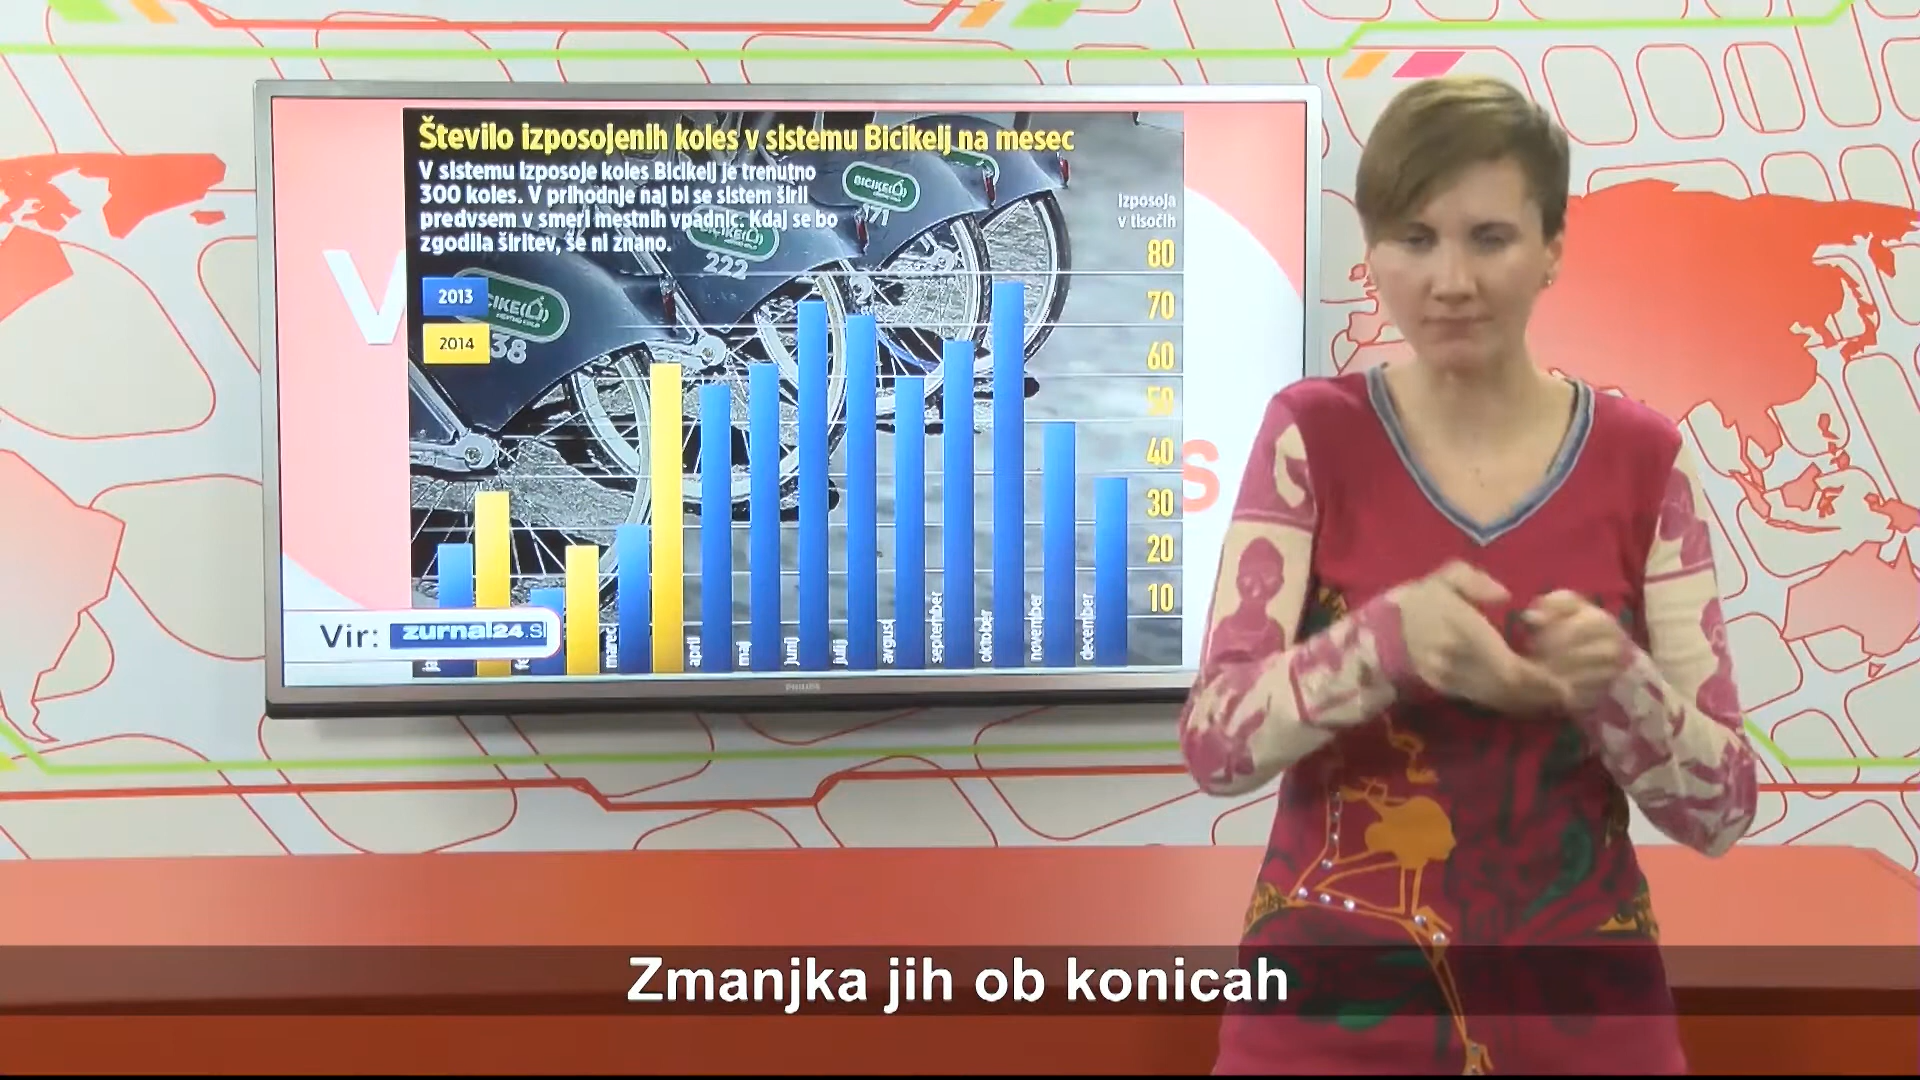 Število izposojenih koles v sistemu Bicikelj na mesec
V sistemu izposoje koles Bicikelj je trenutno
300 koles. V prihodnje naj bi se sistem širil
predvsem v smeri mestnih vpadnic. Kdaj se bo
zgodila širitev, še ni znano.
Izposoja
v tisočih
80
70
60
50
40
30
20
10
2013
2014
BICIKE(LJ)
171
BICIKE(LJ)
222
38
marec
april
maj
junij
julij
avgust
september
oktober
november
december
V
s
Vir: zurnal24.si
PHILIPS
Zmanjka jih ob konicah